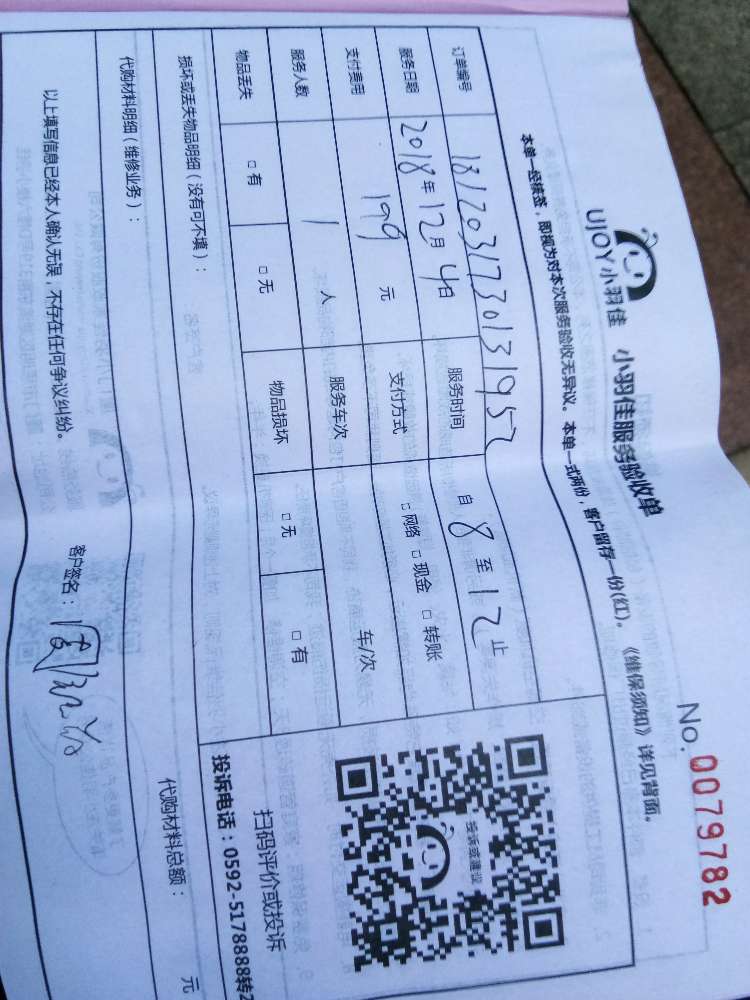 UJOY小羽佳 小羽佳服务验收单
No. 0079782
本单一经续签，即视为对本次服务验收无异议。本单一式两份，客户留存一份(红)。《维保须知》详见背面。
订单编号 181203173013195
服务日期 2018年12月4日 服务时间 自 8 至 12 止
支付费用 199 元 支付方式 □网络 □现金 □转账
服务人数 1 人 服务车次 车/次
物品丢失 □有 □无 物品损坏 □无 □有
投诉或建议
扫码评价或投诉
投诉电话：0592-5178888转2
损坏或丢失物品明细（没有可不填）：
代购材料明细（维修业务）： 代购材料总额： 元
以上填写信息已经本人确认无误，不存在任何争议纠纷。 客户签名：